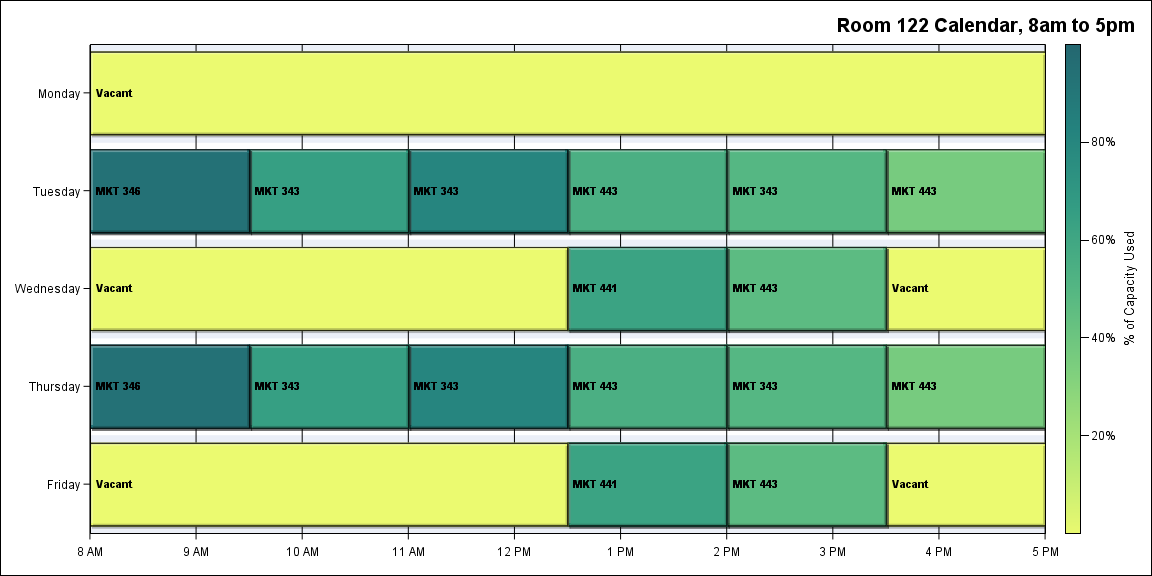 Room 122 Calendar, 8am to 5pm
Monday
Vacant
Tuesday
MKT 346
MKT 343
MKT 343
MKT 443
MKT 343
MKT 443
Wednesday
Vacant
MKT 441
MKT 443
Vacant
Thursday
MKT 346
MKT 343
MKT 343
MKT 443
MKT 343
MKT 443
Friday
Vacant
MKT 441
MKT 443
Vacant
8 AM
9 AM
10 AM
11 AM
12 PM
1 PM
2 PM
3 PM
4 PM
5 PM
80%
60%
40%
20%
% of Capacity Used